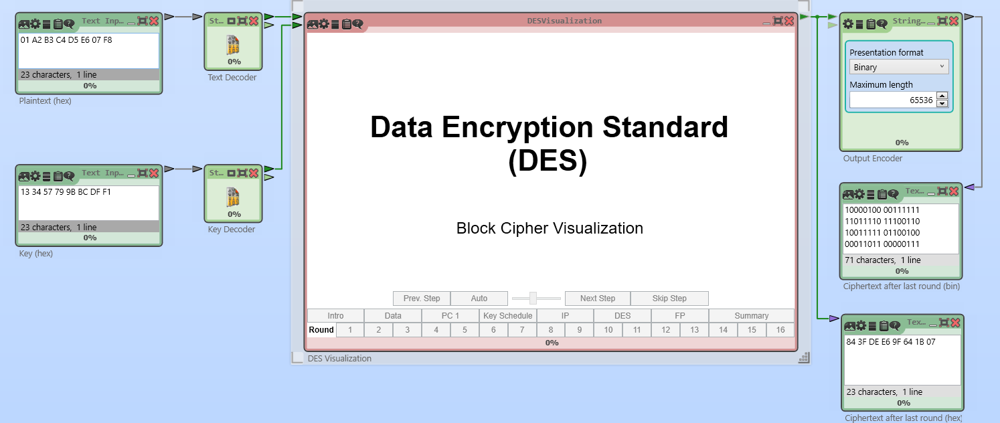 Text Inp...
01 A2 B3 C4 D5 E6 07 F8
23 characters,  1 line
0%
Plaintext (hex)
St...
0%
Text Decoder
Text Inp...
13 34 57 79 9B BC DF F1
23 characters,  1 line
0%
Key (hex)
St...
0%
Key Decoder
DESVisualization
Data Encryption Standard
(DES)
Block Cipher Visualization
Prev. Step Auto Next Step Skip Step
Intro Data PC 1 Key Schedule IP DES FP Summary
Round 1 2 3 4 5 6 7 8 9 10 11 12 13 14 15 16
0%
DES Visualization
String...
Presentation format
Binary
Maximum length
65536
0%
Output Encoder
Tex...
10000100 00111111
11011110 11100110
10011111 01100100
00011011 00000111
71 characters,  1 line
0%
Ciphertext after last round (bin)
Tex...
84 3F DE E6 9F 64 1B 07
23 characters,  1 line
0%
Ciphertext after last round (hex)